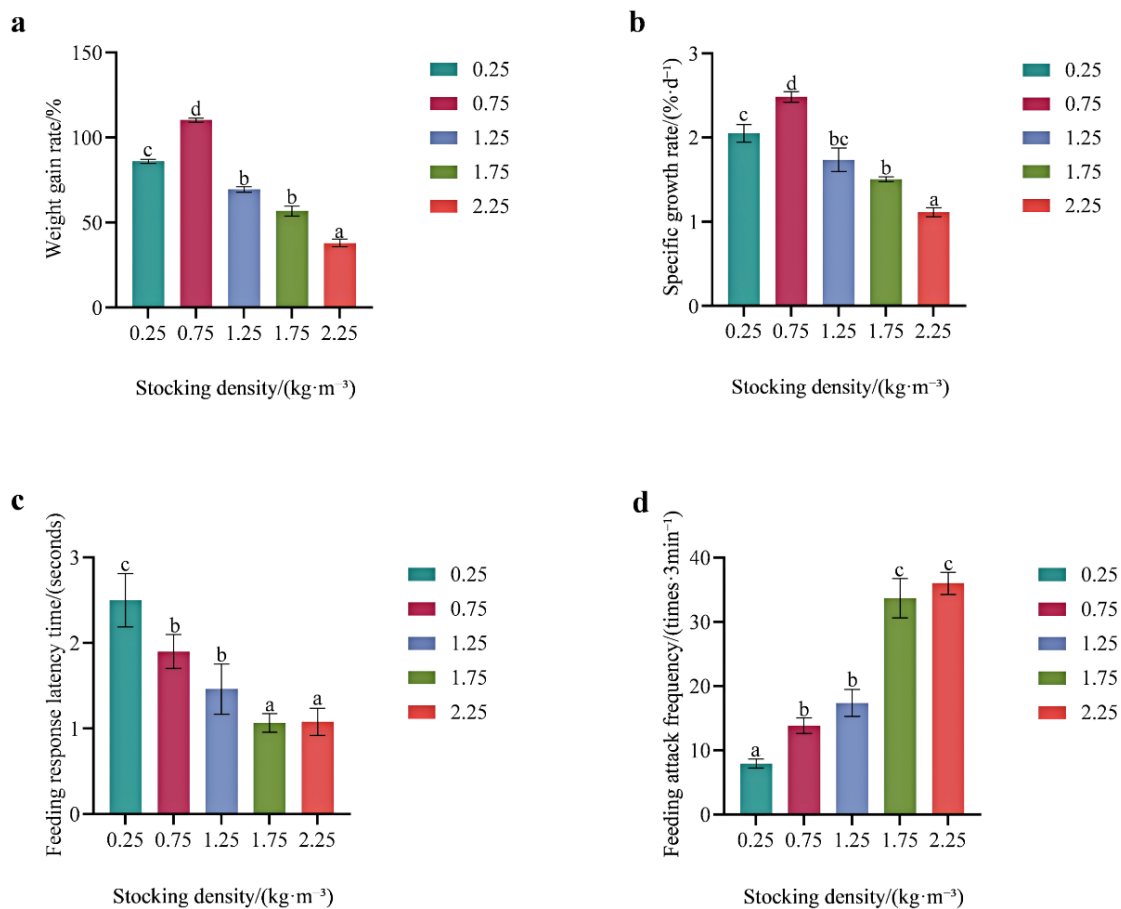 a
Weight gain rate/%
150
100
50
0
c
d
b
b
a
0.25
0.75
1.25
1.75
2.25
Stocking density/(kg·m⁻³)
0.25
0.75
1.25
1.75
2.25
b
Specific growth rate/(%·d⁻¹)
3
2
1
0
c
d
bc
b
a
0.25
0.75
1.25
1.75
2.25
Stocking density/(kg·m⁻³)
0.25
0.75
1.25
1.75
2.25
c
Feeding response latency time/(seconds)
3
2
1
0
c
b
b
a
a
0.25
0.75
1.25
1.75
2.25
Stocking density/(kg·m⁻³)
0.25
0.75
1.25
1.75
2.25
d
Feeding attack frequency/(times·3min⁻¹)
40
30
20
10
0
a
b
b
c
c
0.25
0.75
1.25
1.75
2.25
Stocking density/(kg·m⁻³)
0.25
0.75
1.25
1.75
2.25